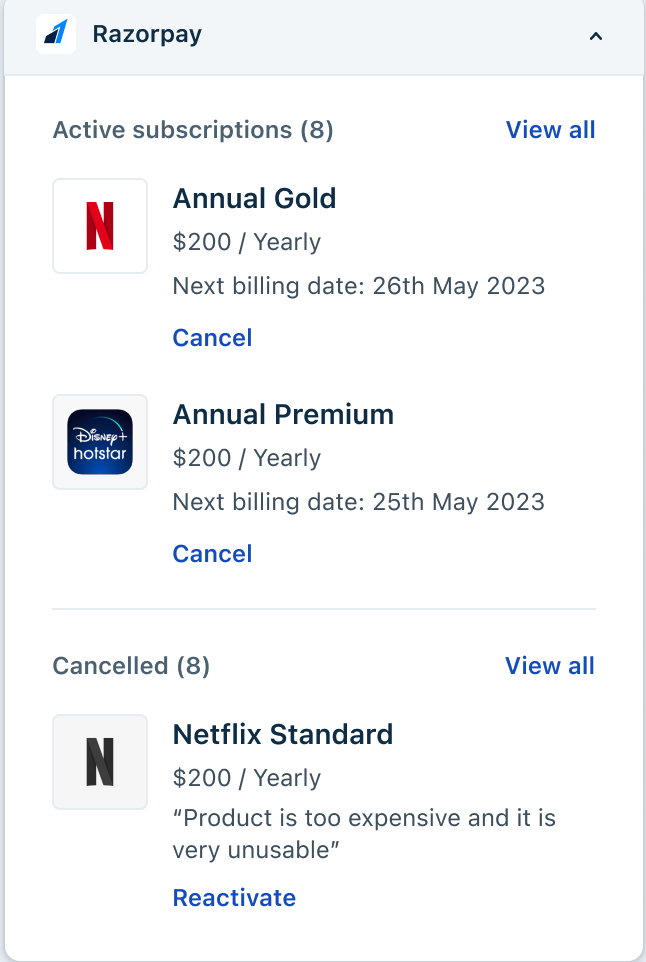 Razorpay
Active subscriptions (8)
View all
N
Annual Gold
$200 / Yearly
Next billing date: 26th May 2023
Cancel
Disney+
hotstar
Annual Premium
$200 / Yearly
Next billing date: 25th May 2023
Cancel
Cancelled (8)
View all
N
Netflix Standard
$200 / Yearly
“Product is too expensive and it is
very unusable”
Reactivate